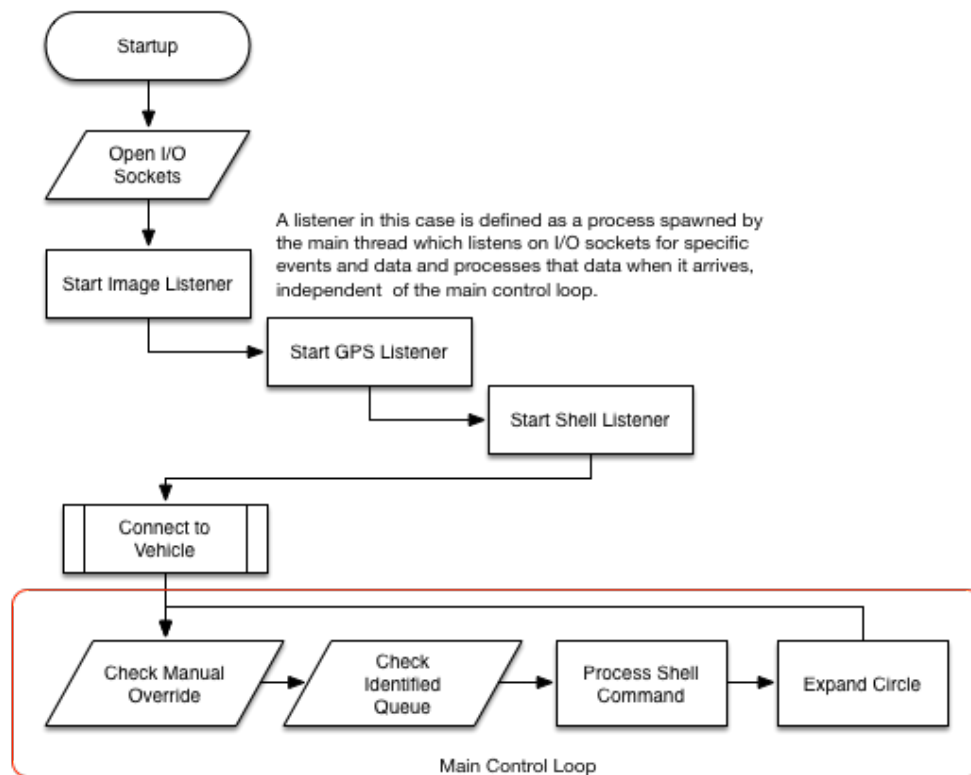 Startup
Open I/O
Sockets
A listener in this case is defined as a process spawned by
the main thread which listens on I/O sockets for specific
events and data and processes that data when it arrives,
independent of the main control loop.
Start Image Listener
Start GPS Listener
Start Shell Listener
Connect to
Vehicle
Check Manual
Override
Check
Identified
Queue
Process Shell
Command
Expand Circle
Main Control Loop